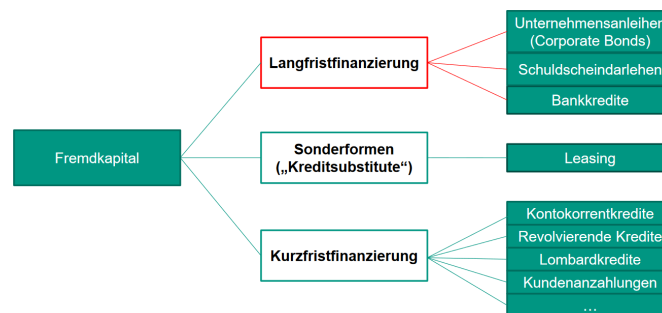 Unternehmensanleihen
(Corporate Bonds)
Langfristfinanzierung
Schuldscheindarlehen
Bankkredite
Fremdkapital
Sonderformen
(„Kreditsubstitute“)
Leasing
Kurzfristfinanzierung
Kontokorrentkredite
Revolvierende Kredite
Lombardkredite
Kundenanzahlungen
…